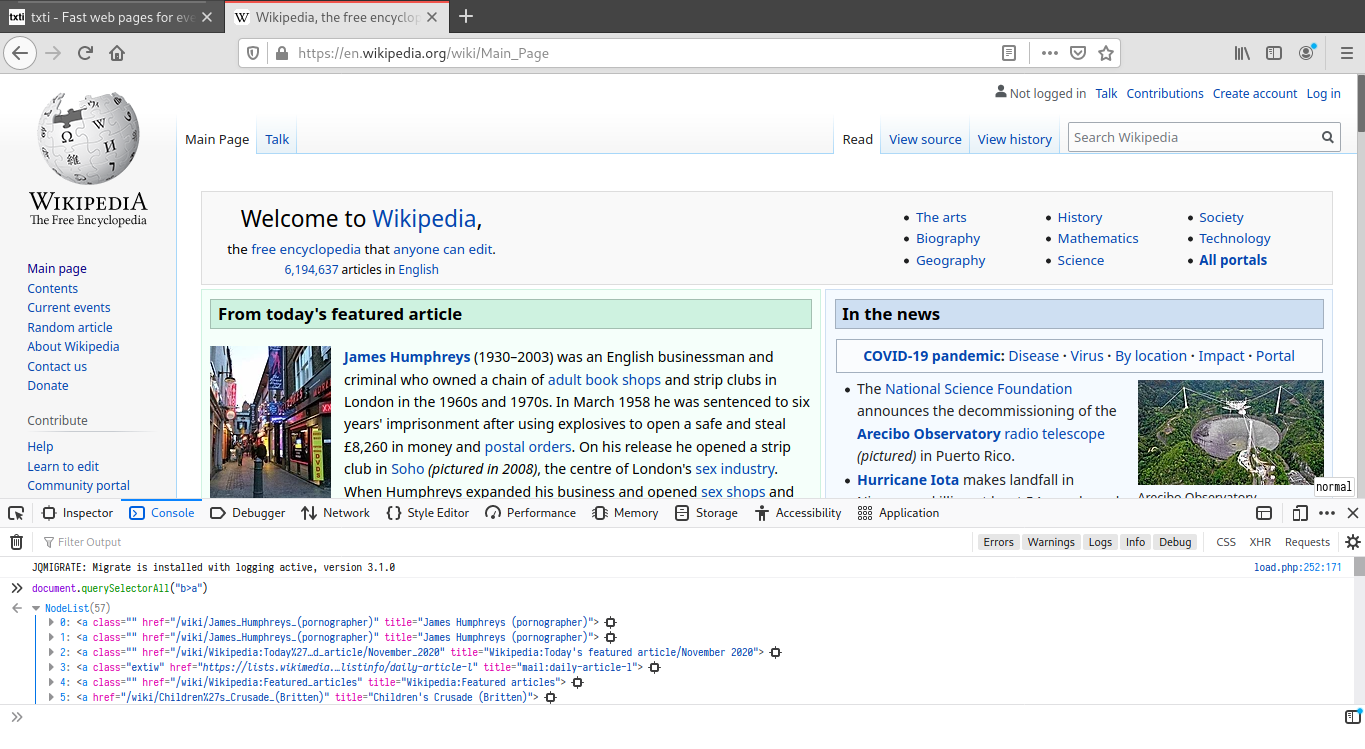 txti txti - Fast web pages for eve
W Wikipedia, the free encyclop
https://en.wikipedia.org/wiki/Main_Page
Not logged in Talk Contributions Create account Log in
Main Page Talk Read View source View history Search Wikipedia
WIKIPEDIA
The Free Encyclopedia
Main page
Contents
Current events
Random article
About Wikipedia
Contact us
Donate
Contribute
Help
Learn to edit
Community portal
Welcome to Wikipedia,
the free encyclopedia that anyone can edit.
6,194,637 articles in English
• The arts
• Biography
• Geography
• History
• Mathematics
• Science
• Society
• Technology
• All portals
From today's featured article
James Humphreys (1930–2003) was an English businessman and
criminal who owned a chain of adult book shops and strip clubs in
London in the 1960s and 1970s. In March 1958 he was sentenced to six
years' imprisonment after using explosives to open a safe and steal
£8,260 in money and postal orders. On his release he opened a strip
club in Soho (pictured in 2008), the centre of London's sex industry.
When Humphreys expanded his business and opened sex shops and
In the news
COVID-19 pandemic: Disease · Virus · By location · Impact · Portal
• The National Science Foundation
announces the decommissioning of the
Arecibo Observatory radio telescope
(pictured) in Puerto Rico.
• Hurricane Iota makes landfall in
Arecibo Observatory
normal
Inspector Console Debugger Network Style Editor Performance Memory Storage Accessibility Application
Filter Output Errors Warnings Logs Info Debug CSS XHR Requests
JQMIGRATE: Migrate is installed with logging active, version 3.1.0 load.php:252:171
document.querySelectorAll("b>a")
NodeList(57)
0: <a class="" href="/wiki/James_Humphreys_(pornographer)" title="James Humphreys (pornographer)">
1: <a class="" href="/wiki/James_Humphreys_(pornographer)" title="James Humphreys (pornographer)">
2: <a class="" href="/wiki/Wikipedia:Today%27…d_article/November_2020" title="Wikipedia:Today's featured article/November 2020">
3: <a class="extiw" href="https://lists.wikimedia.…listinfo/daily-article-l" title="mail:daily-article-l">
4: <a class="" href="/wiki/Wikipedia:Featured_articles" title="Wikipedia:Featured articles">
5: <a href="/wiki/Children%27s_Crusade_(Britten)" title="Children's Crusade (Britten)">